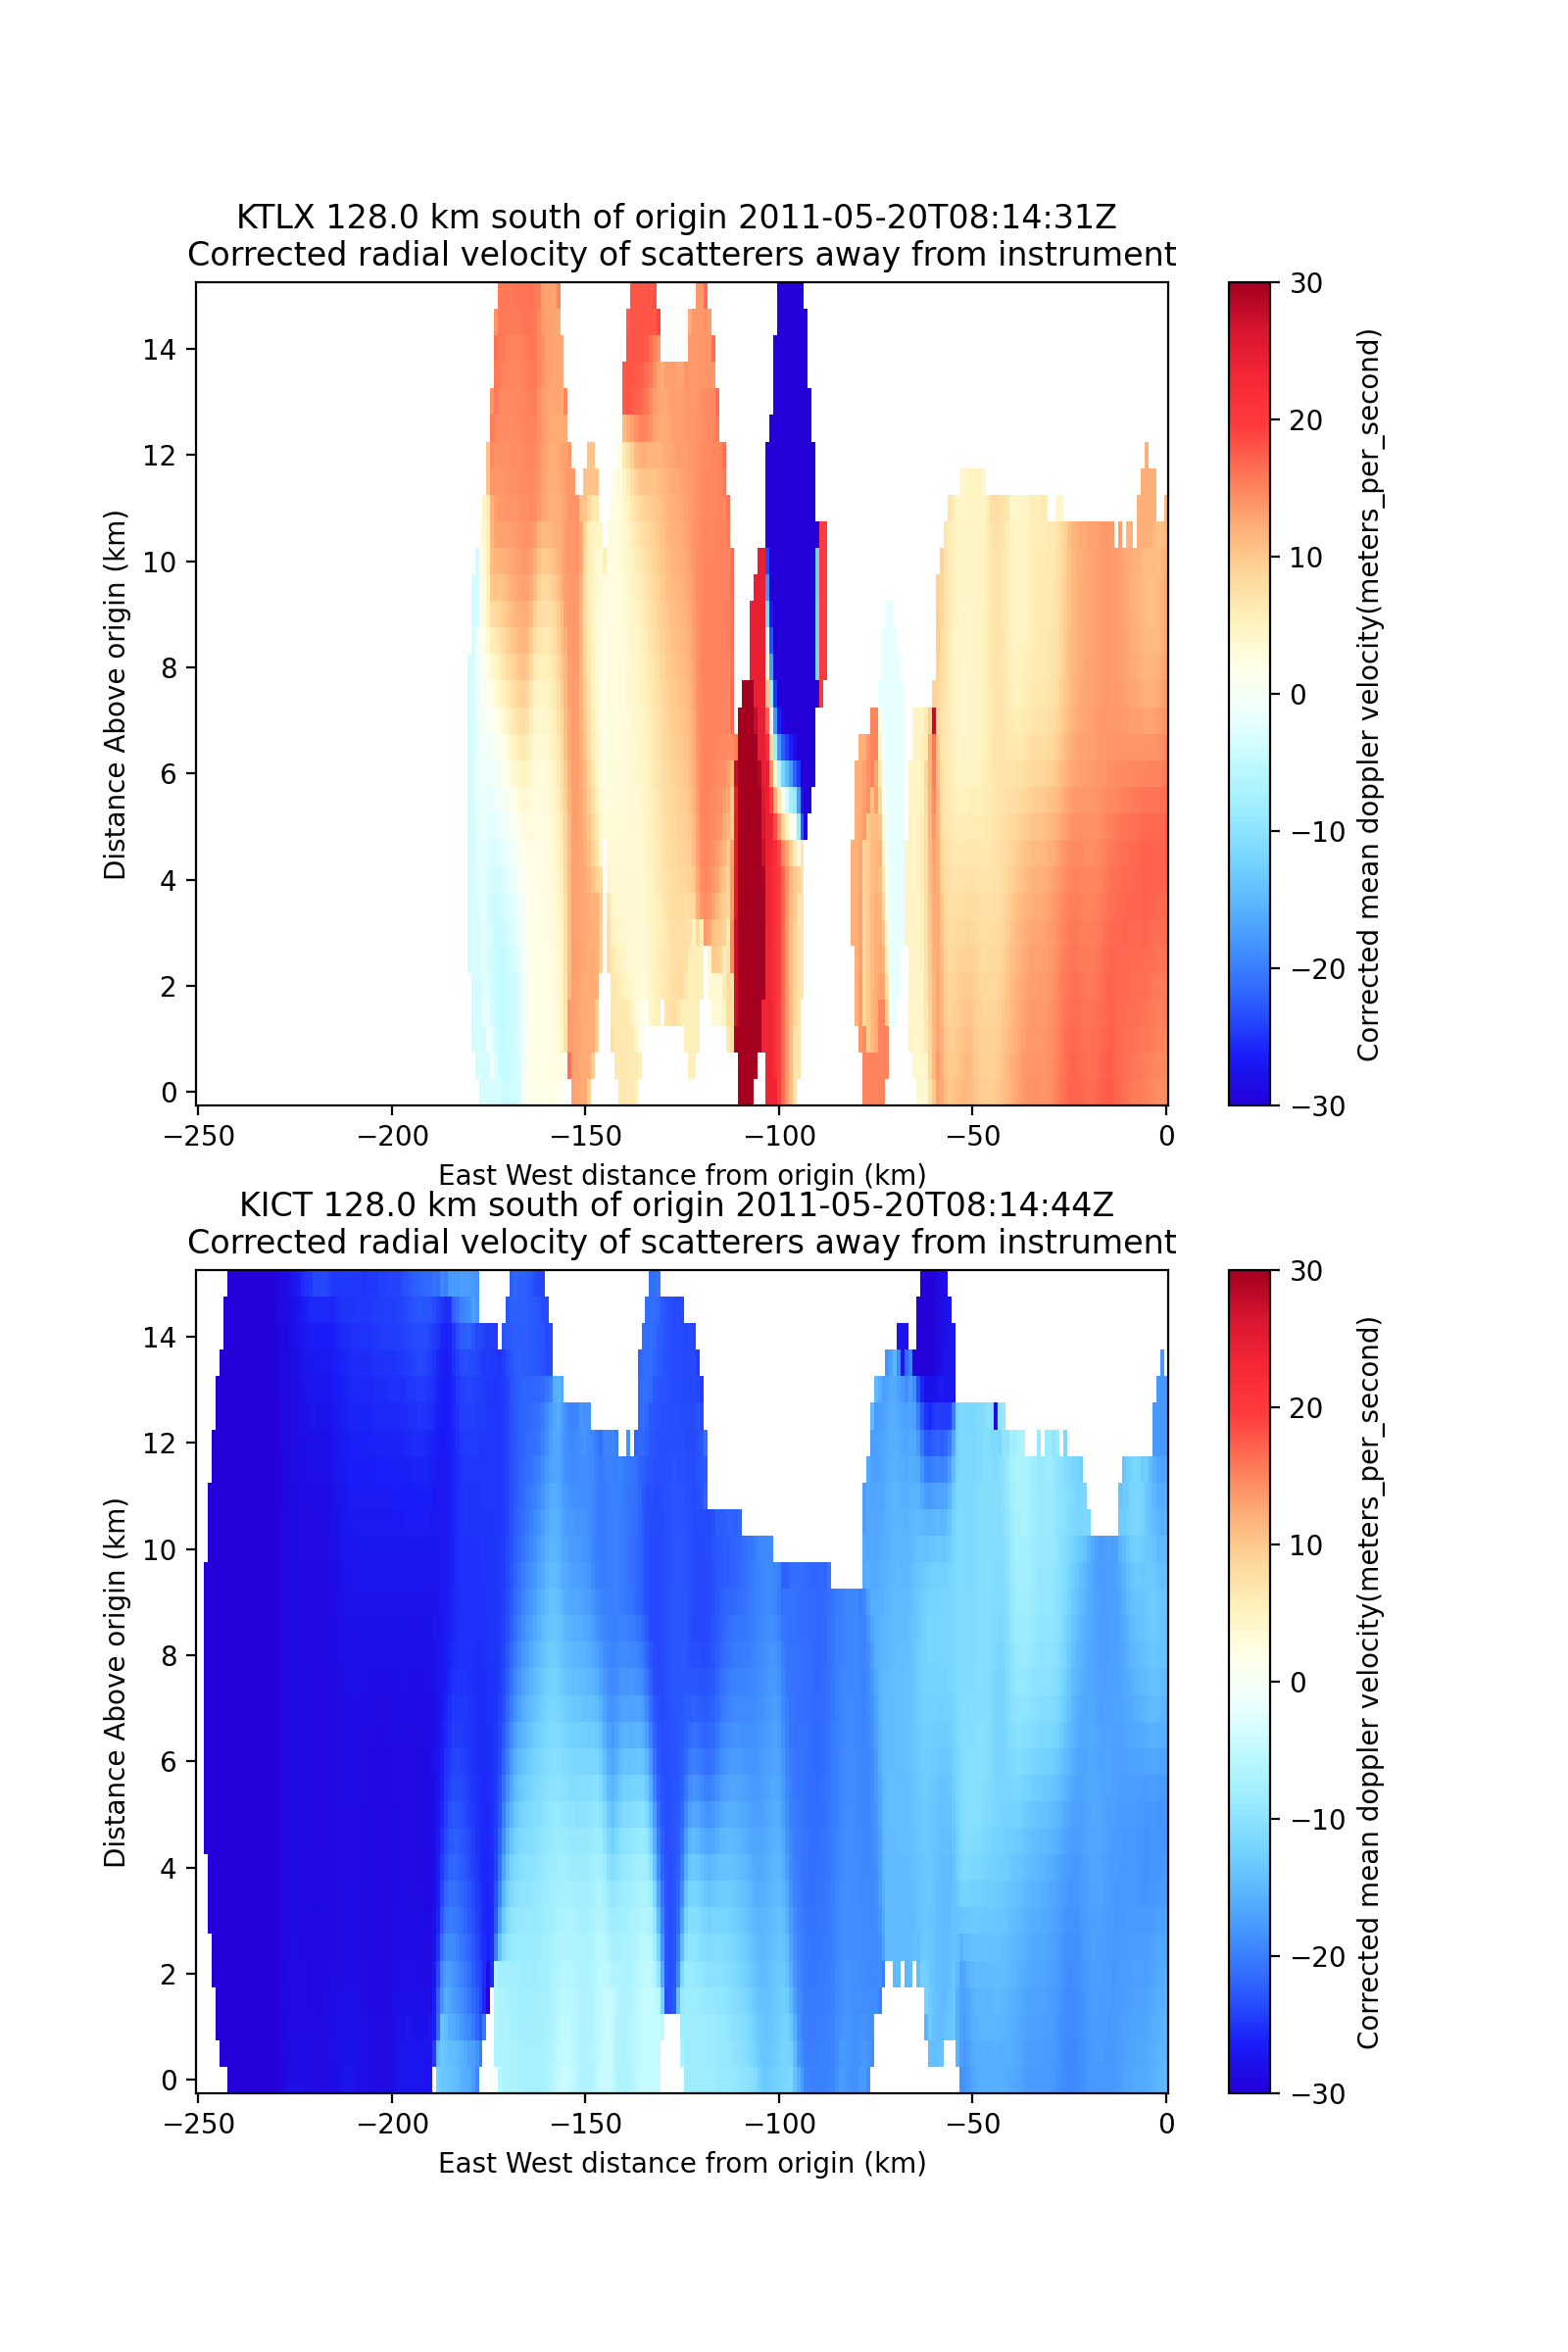 KTLX 128.0 km south of origin 2011-05-20T08:14:31Z
Corrected radial velocity of scatterers away from instrument
14
12
10
8
6
4
2
0
Distance Above origin (km)
−250 −200 −150 −100 −50 0
East West distance from origin (km)
30
20
10
0
−10
−20
−30
Corrected mean doppler velocity(meters_per_second)
KICT 128.0 km south of origin 2011-05-20T08:14:44Z
Corrected radial velocity of scatterers away from instrument
14
12
10
8
6
4
2
0
Distance Above origin (km)
−250 −200 −150 −100 −50 0
East West distance from origin (km)
30
20
10
0
−10
−20
−30
Corrected mean doppler velocity(meters_per_second)